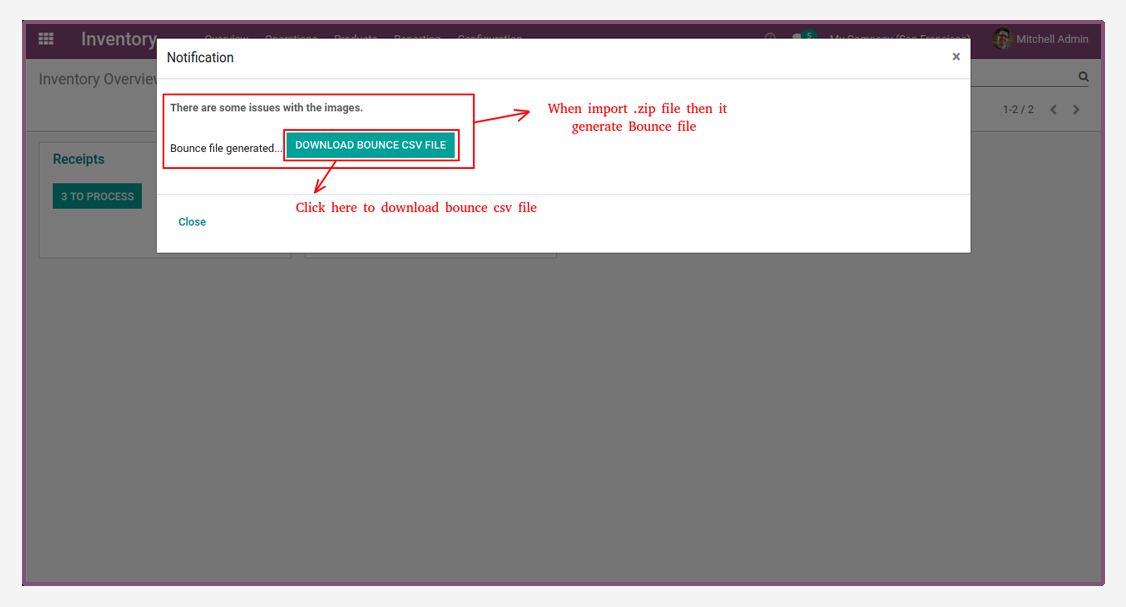 Inventory Overview Operations Products Reporting Configuration 5 My Company (San Francisco) Mitchell Admin
Notification ×
Inventory Overview
There are some issues with the images.
When import .zip file then it
generate Bounce file
1-2 / 2
Bounce file generated... DOWNLOAD BOUNCE CSV FILE
Receipts
3 TO PROCESS
Click here to download bounce csv file
Close